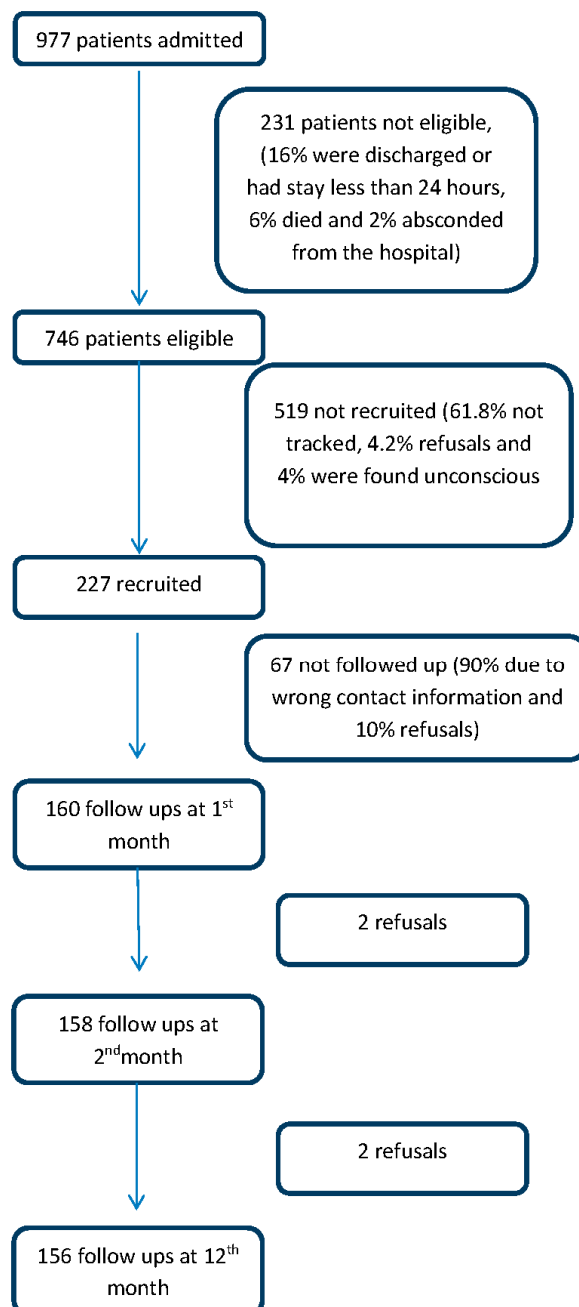 977 patients admitted
231 patients not eligible,
(16% were discharged or
had stay less than 24 hours,
6% died and 2% absconded
from the hospital)
746 patients eligible
519 not recruited (61.8% not
tracked, 4.2% refusals and
4% were found unconscious
227 recruited
67 not followed up (90% due to
wrong contact information and
10% refusals)
160 follow ups at 1st
month
2 refusals
158 follow ups at
2ndmonth
2 refusals
156 follow ups at 12th
month